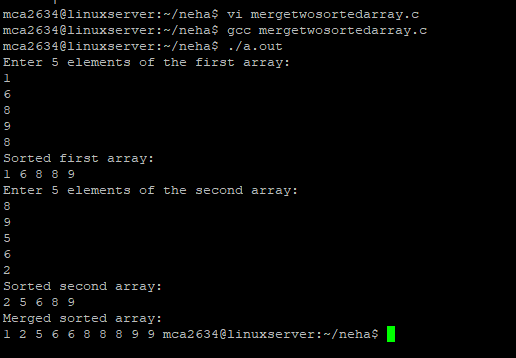 mca2634@linuxserver:~/neha$ vi mergetwosortedarray.c
mca2634@linuxserver:~/neha$ gcc mergetwosortedarray.c
mca2634@linuxserver:~/neha$ ./a.out
Enter 5 elements of the first array:
1
6
8
9
8
Sorted first array:
1 6 8 8 9
Enter 5 elements of the second array:
8
9
5
6
2
Sorted second array:
2 5 6 8 9
Merged sorted array:
1 2 5 6 6 8 8 8 9 9 mca2634@linuxserver:~/neha$